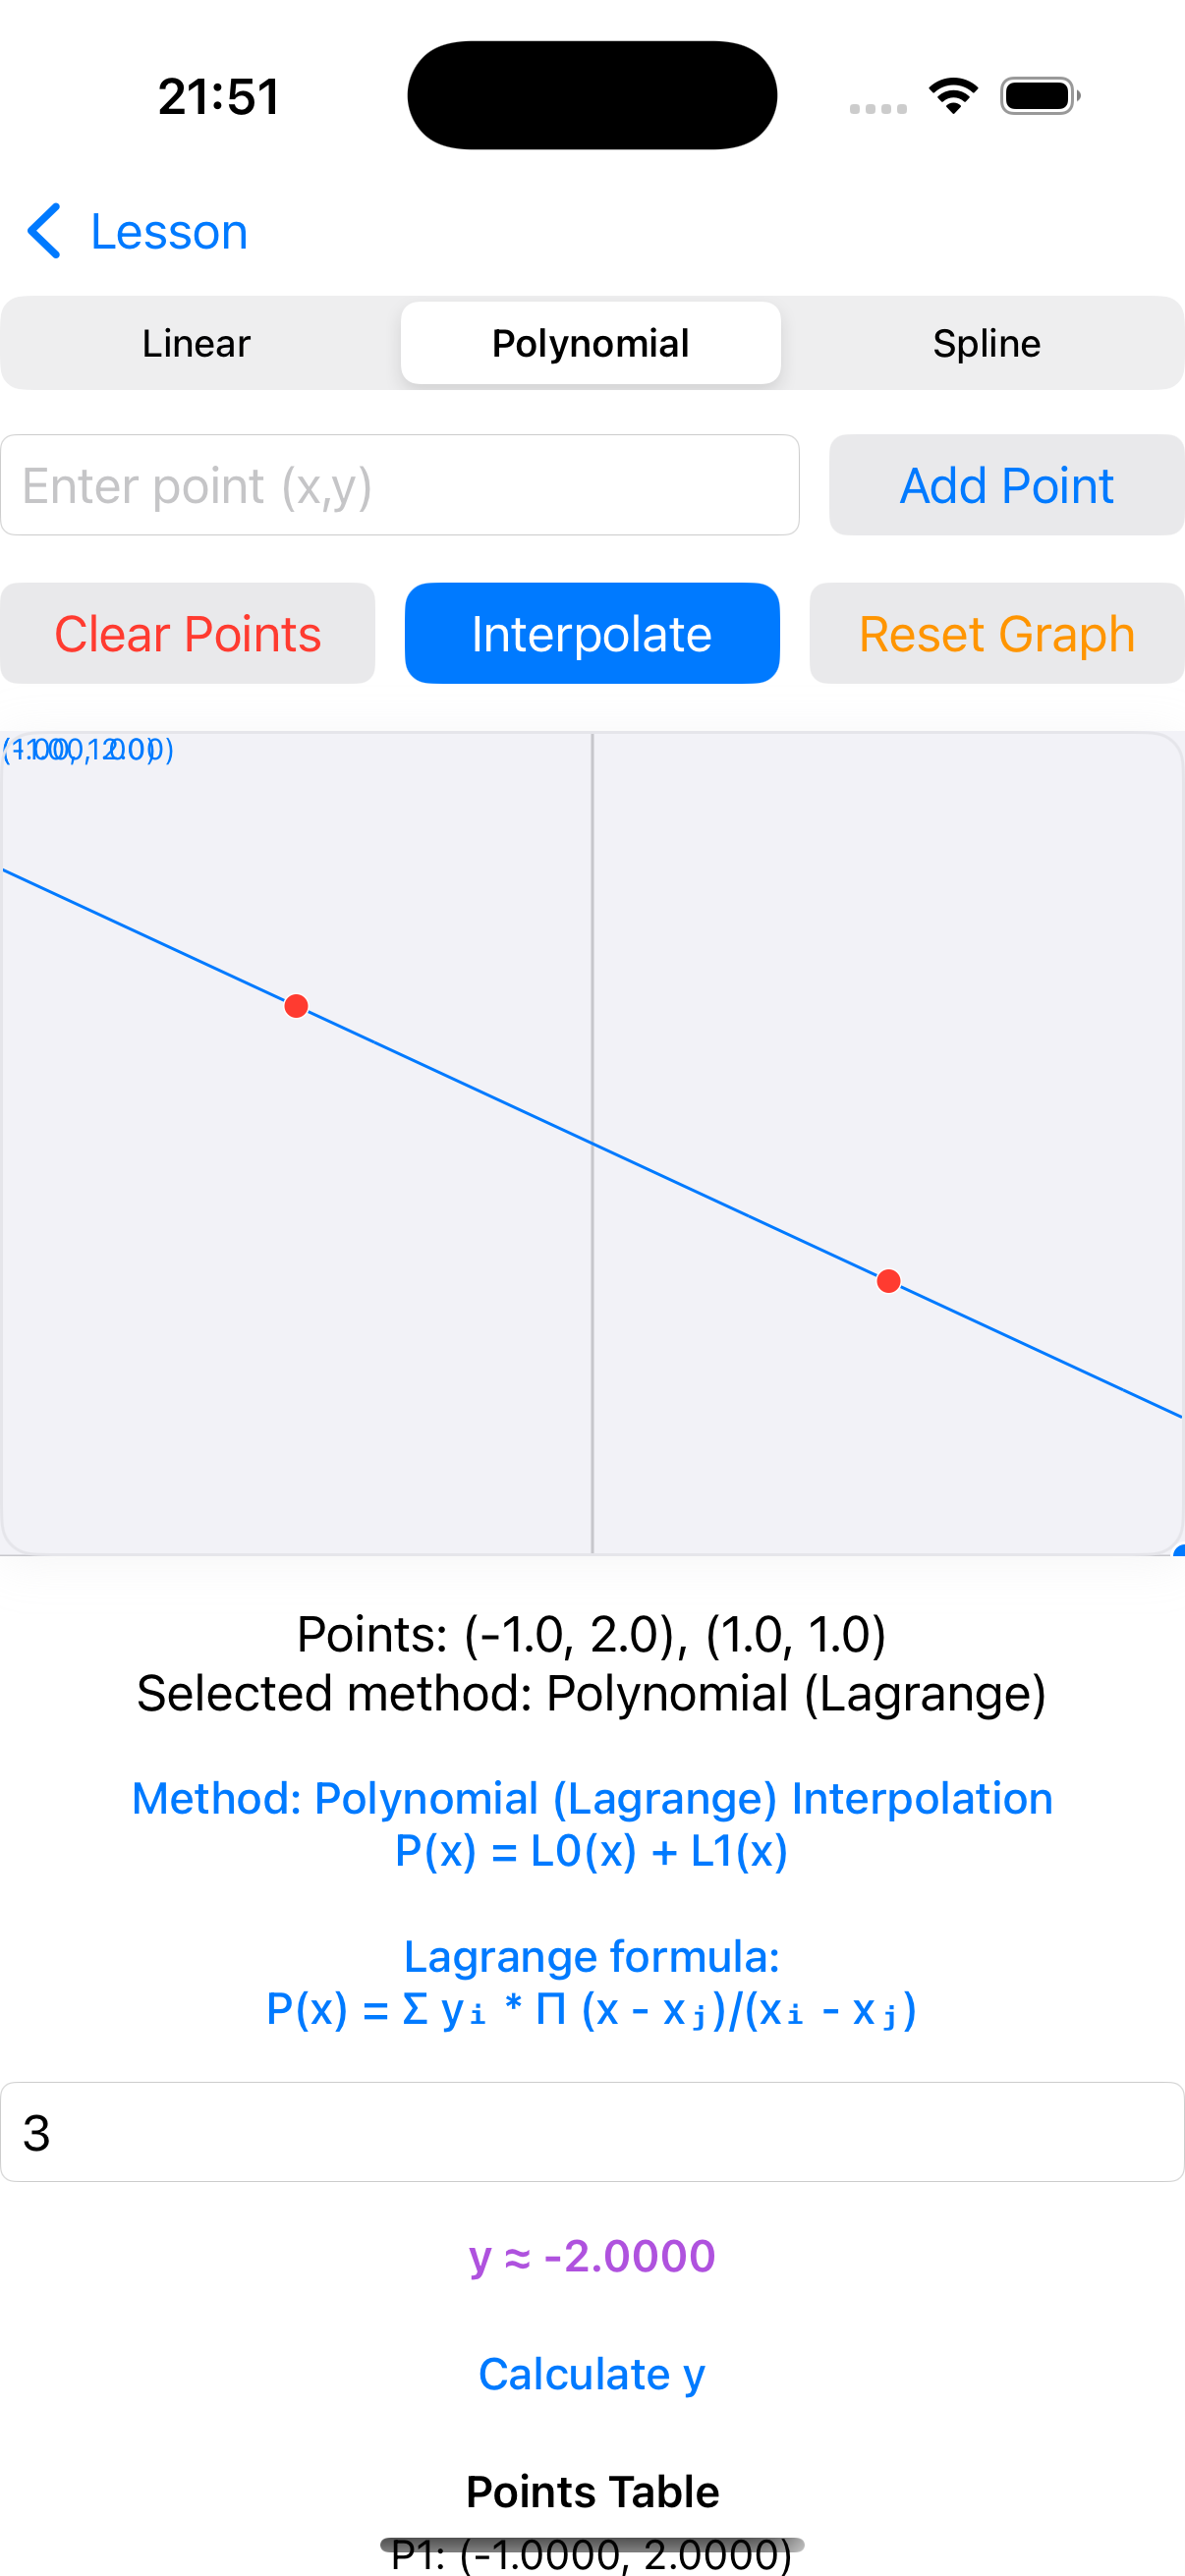 21:51
Lesson
Linear Polynomial Spline
Enter point (x,y) Add Point
Clear Points Interpolate Reset Graph
Points: (-1.0, 2.0), (1.0, 1.0)
Selected method: Polynomial (Lagrange)
Method: Polynomial (Lagrange) Interpolation
P(x) = L0(x) + L1(x)
Lagrange formula:
P(x) = Σ yᵢ * Π (x - xⱼ)/(xᵢ - xⱼ)
3
y ≈ -2.0000
Calculate y
Points Table
P1: (-1.0000, 2.0000)